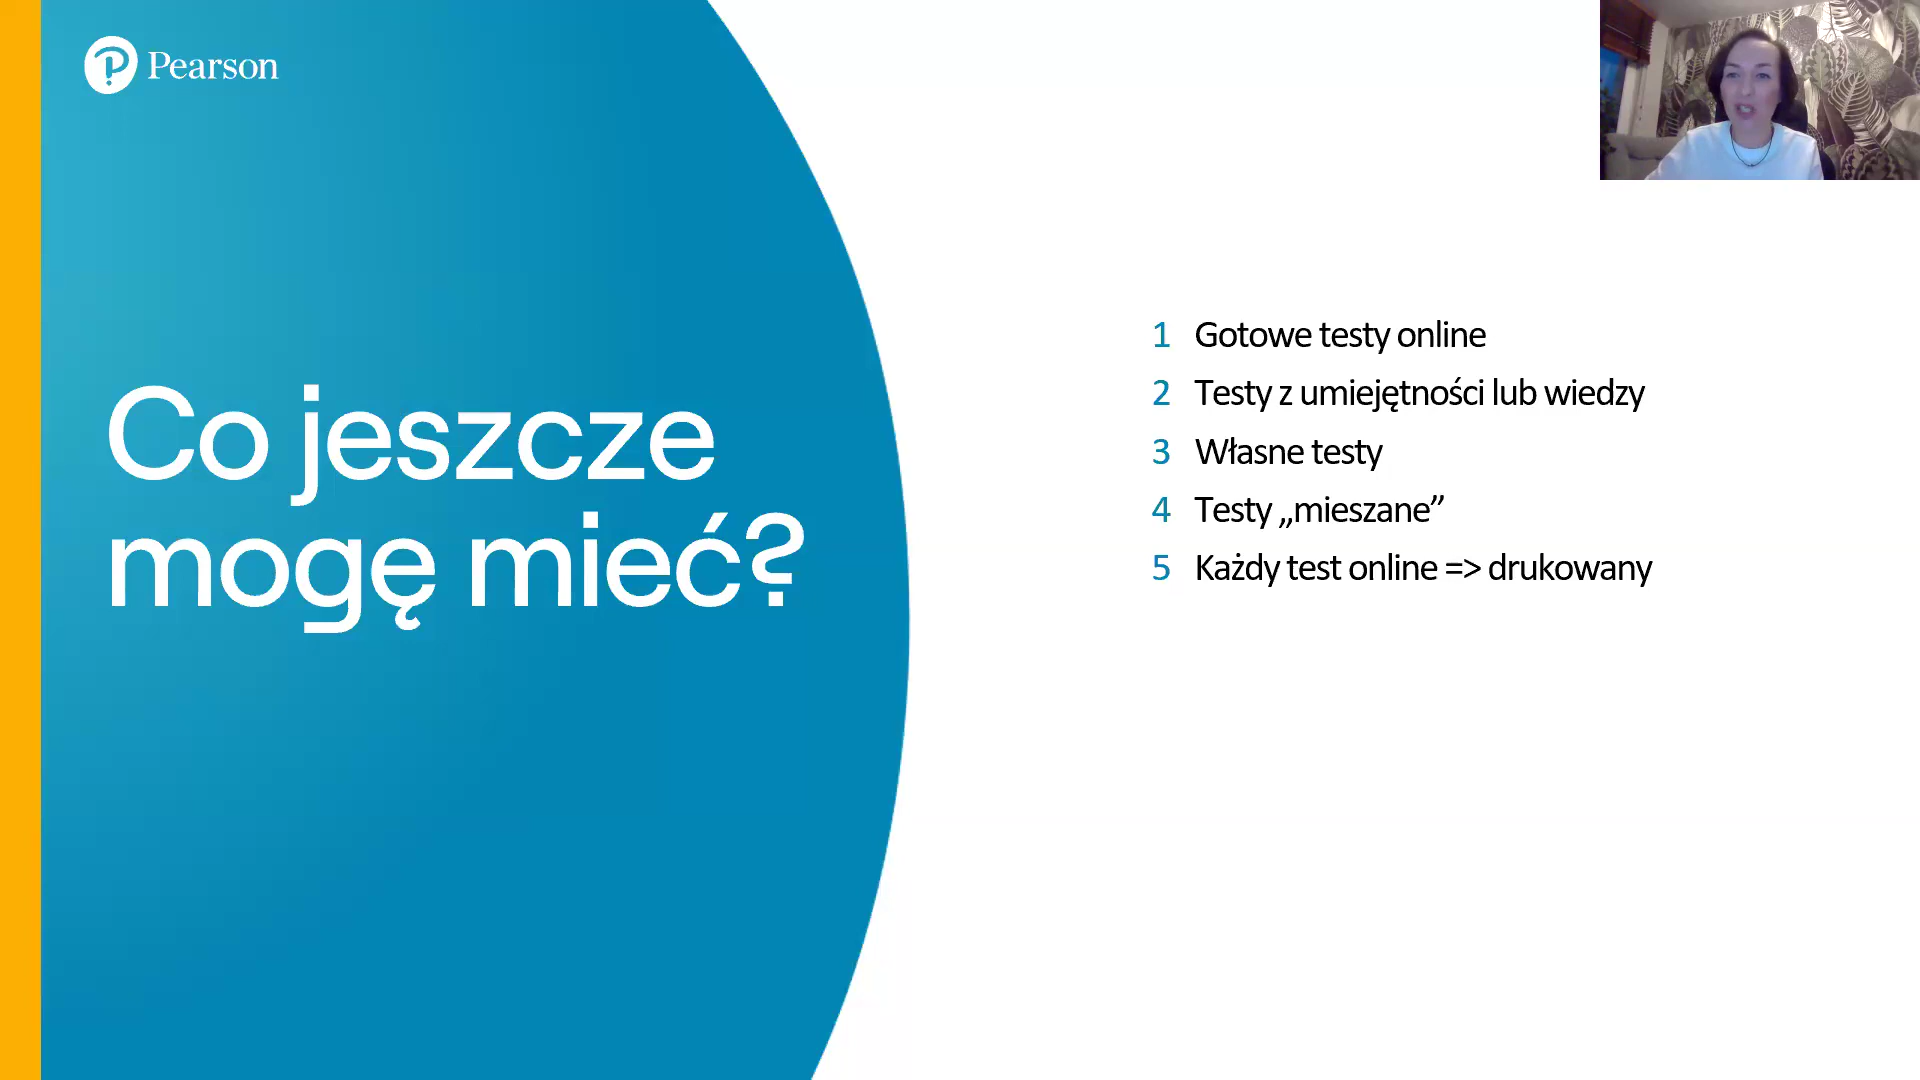 Pearson
Co jeszcze
mogę mieć?
1 Gotowe testy online
2 Testy z umiejętności lub wiedzy
3 Własne testy
4 Testy „mieszane”
5 Każdy test online => drukowany